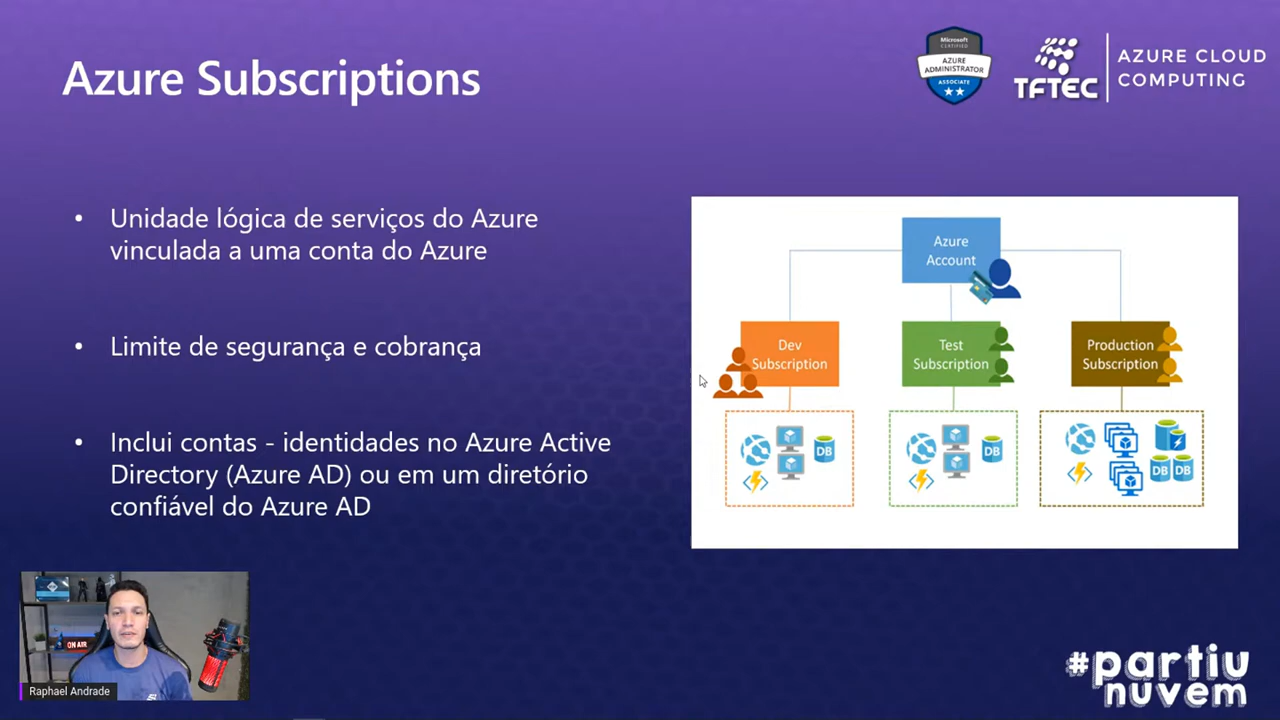 Azure Subscriptions
Microsoft
CERTIFIED
AZURE
ADMINISTRATOR
ASSOCIATE
TFTEC
AZURE CLOUD
COMPUTING
• Unidade lógica de serviços do Azure
vinculada a uma conta do Azure
• Limite de segurança e cobrança
• Inclui contas - identidades no Azure Active
Directory (Azure AD) ou em um diretório
confiável do Azure AD
Azure
Account
Dev
Subscription
Test
Subscription
Production
Subscription
DB
DB
DB DB
ON AIR
Raphael Andrade
#partiu
nuvem